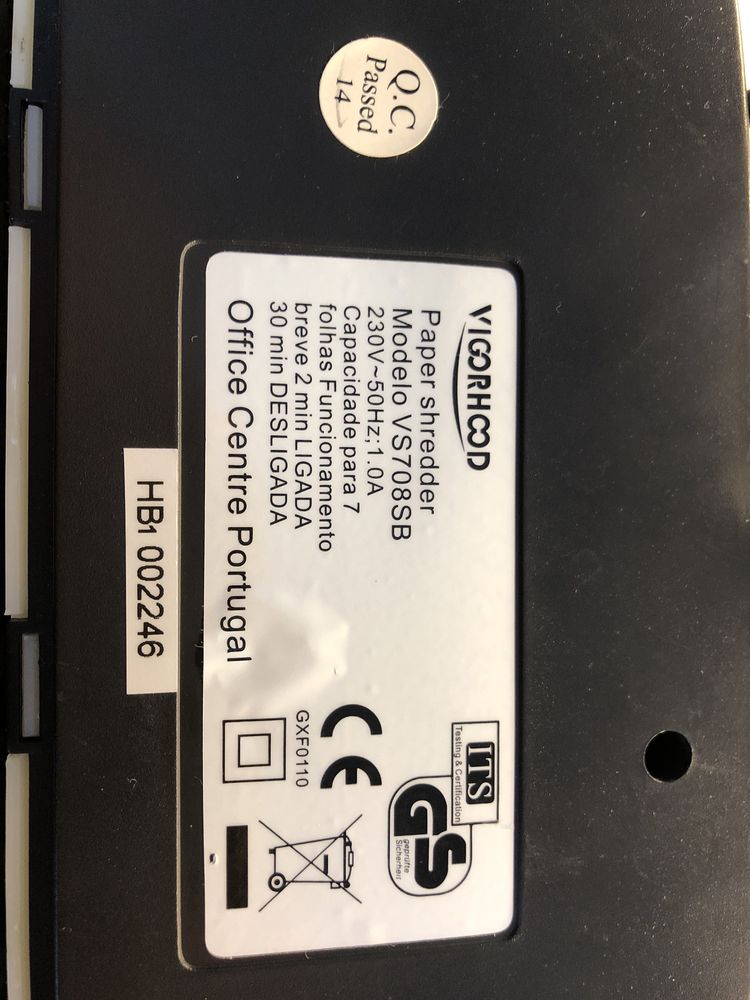 Q.C.
Passed
14
VIGORHOOD
Paper shredder
Modelo VS708SB
230V~50Hz;1.0A
Capacidade para 7
folhas Funcionamento
breve 2 min LIGADA
30 min DESLIGADA
Office Centre Portugal
ITS
Testing & Certification
GS
geprüfte
Sicherheit
CE
GXF0110
HB1 002246